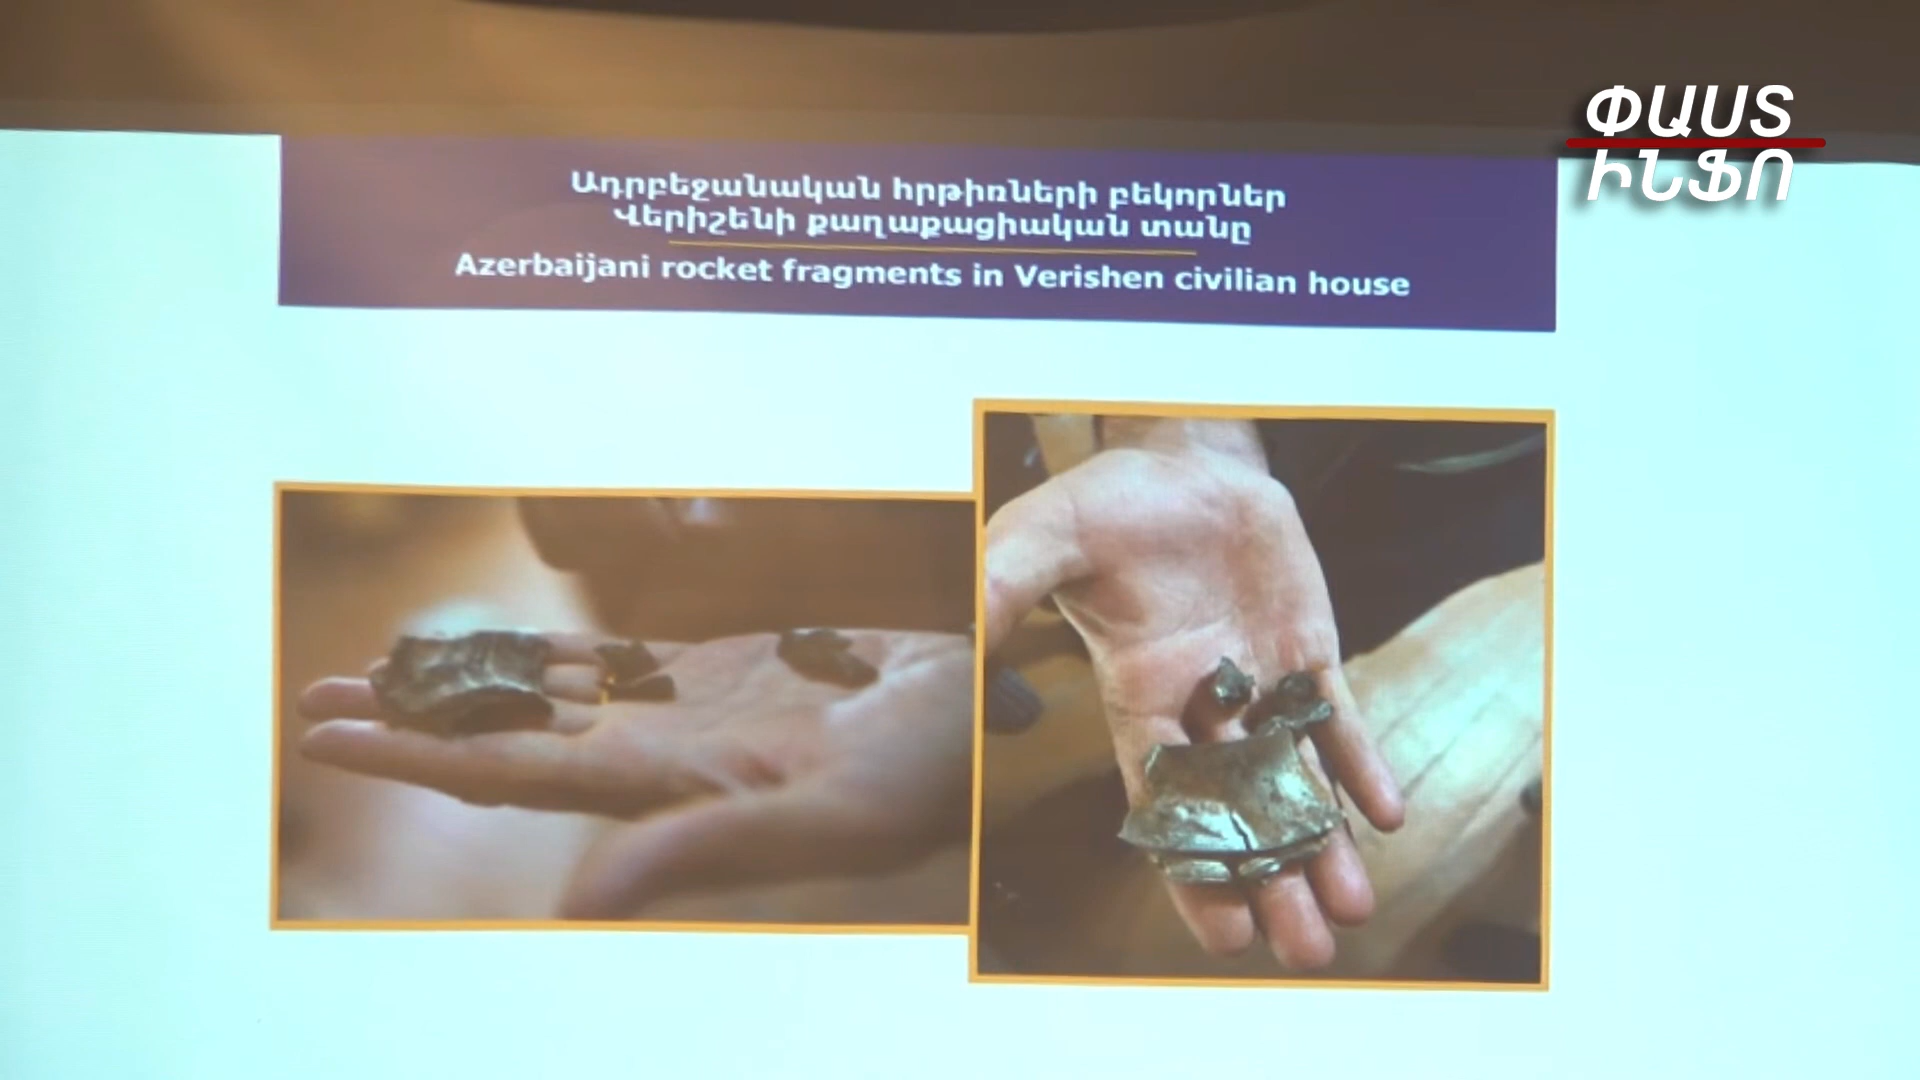 ՓԱՍՏ
ԻՆՖՈ
Ադրբեջանական հրթիռների բեկորներ
Վերիշենի քաղաքացիական տանը
Azerbaijani rocket fragments in Verishen civilian house